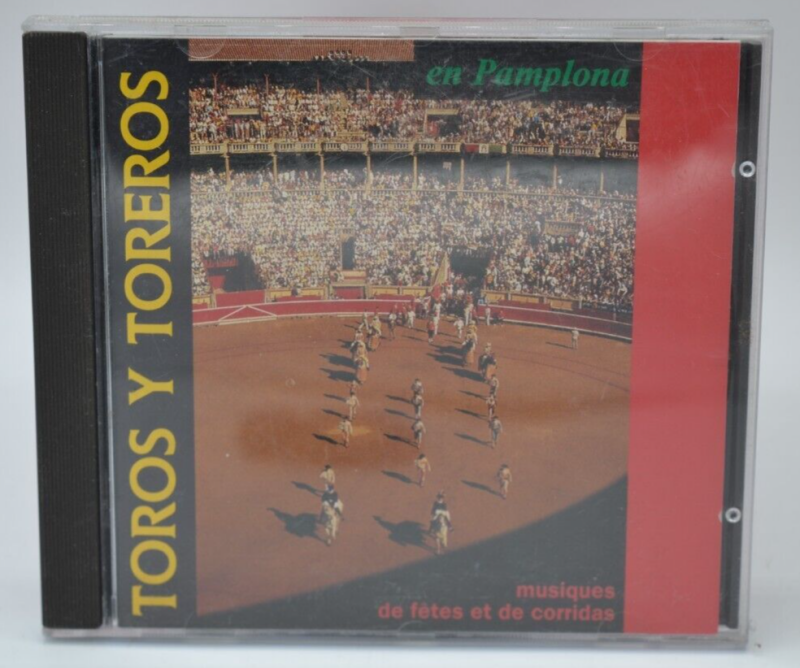 TOROS Y TOREROS
en Pamplona
musiques
de fêtes et de corridas